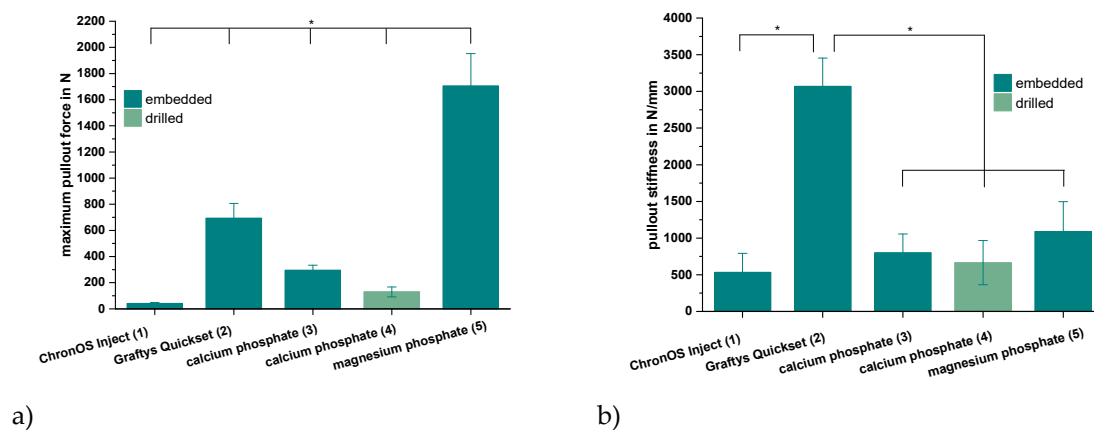 maximum pullout force in N
2200
2000
1800
1600
1400
1200
1000
800
600
400
200
0
*
embedded
drilled
ChronOS Inject (1)
Graftys Quickset (2)
calcium phosphate (3)
calcium phosphate (4)
magnesium phosphate (5)
a)
pullout stiffness in N/mm
4000
3500
3000
2500
2000
1500
1000
500
0
*
*
embedded
drilled
ChronOS Inject (1)
Graftys Quickset (2)
calcium phosphate (3)
calcium phosphate (4)
magnesium phosphate (5)
b)